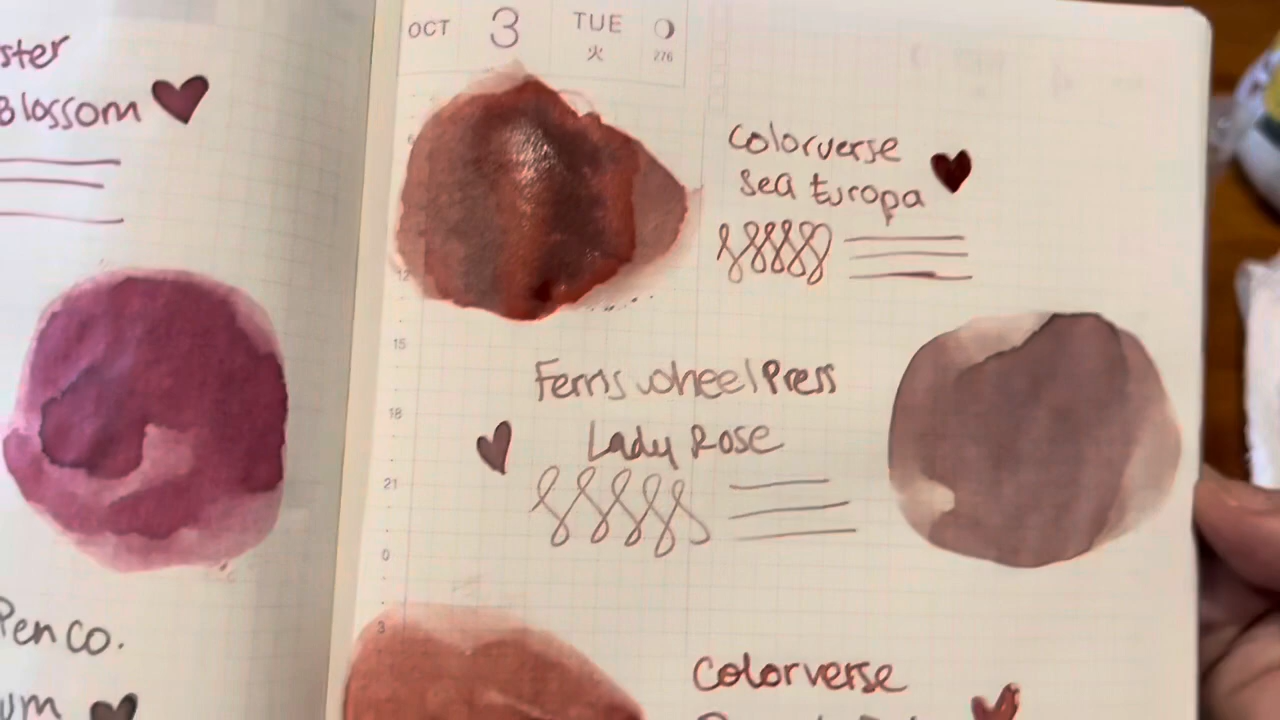 ster
Blossom
Pen Co.
um
OCT 3 TUE
火 276
Colorverse
Sea Europa
Ferris Wheel Press
Lady Rose
15
18
21
0
3
Colorverse